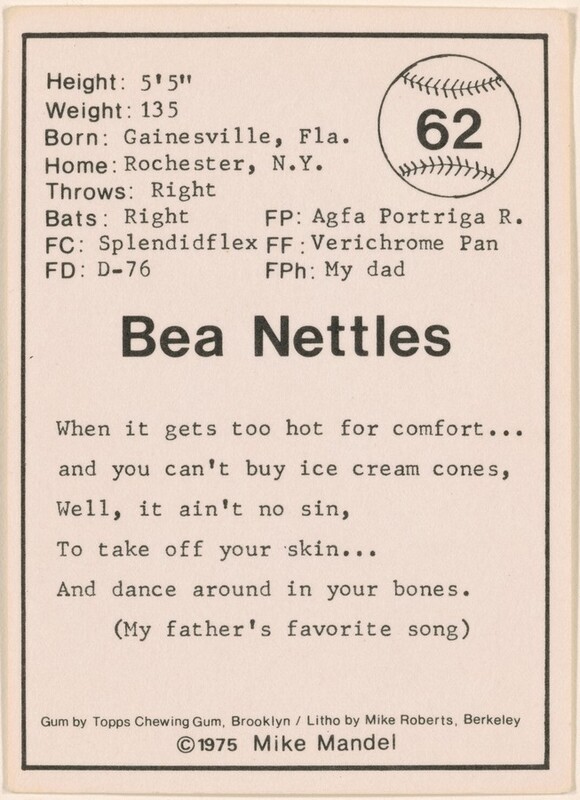 Height: 5'5"
Weight: 135
Born: Gainesville, Fla.
Home: Rochester, N.Y.
62
Throws: Right
Bats: Right FP: Agfa Portriga R.
FC: Splendidflex FF: Verichrome Pan
FD: D-76 FPh: My dad
Bea Nettles
When it gets too hot for comfort...
and you can't buy ice cream cones,
Well, it ain't no sin,
To take off your skin...
And dance around in your bones.
(My father's favorite song)
Gum by Topps Chewing Gum, Brooklyn / Litho by Mike Roberts, Berkeley
©1975 Mike Mandel